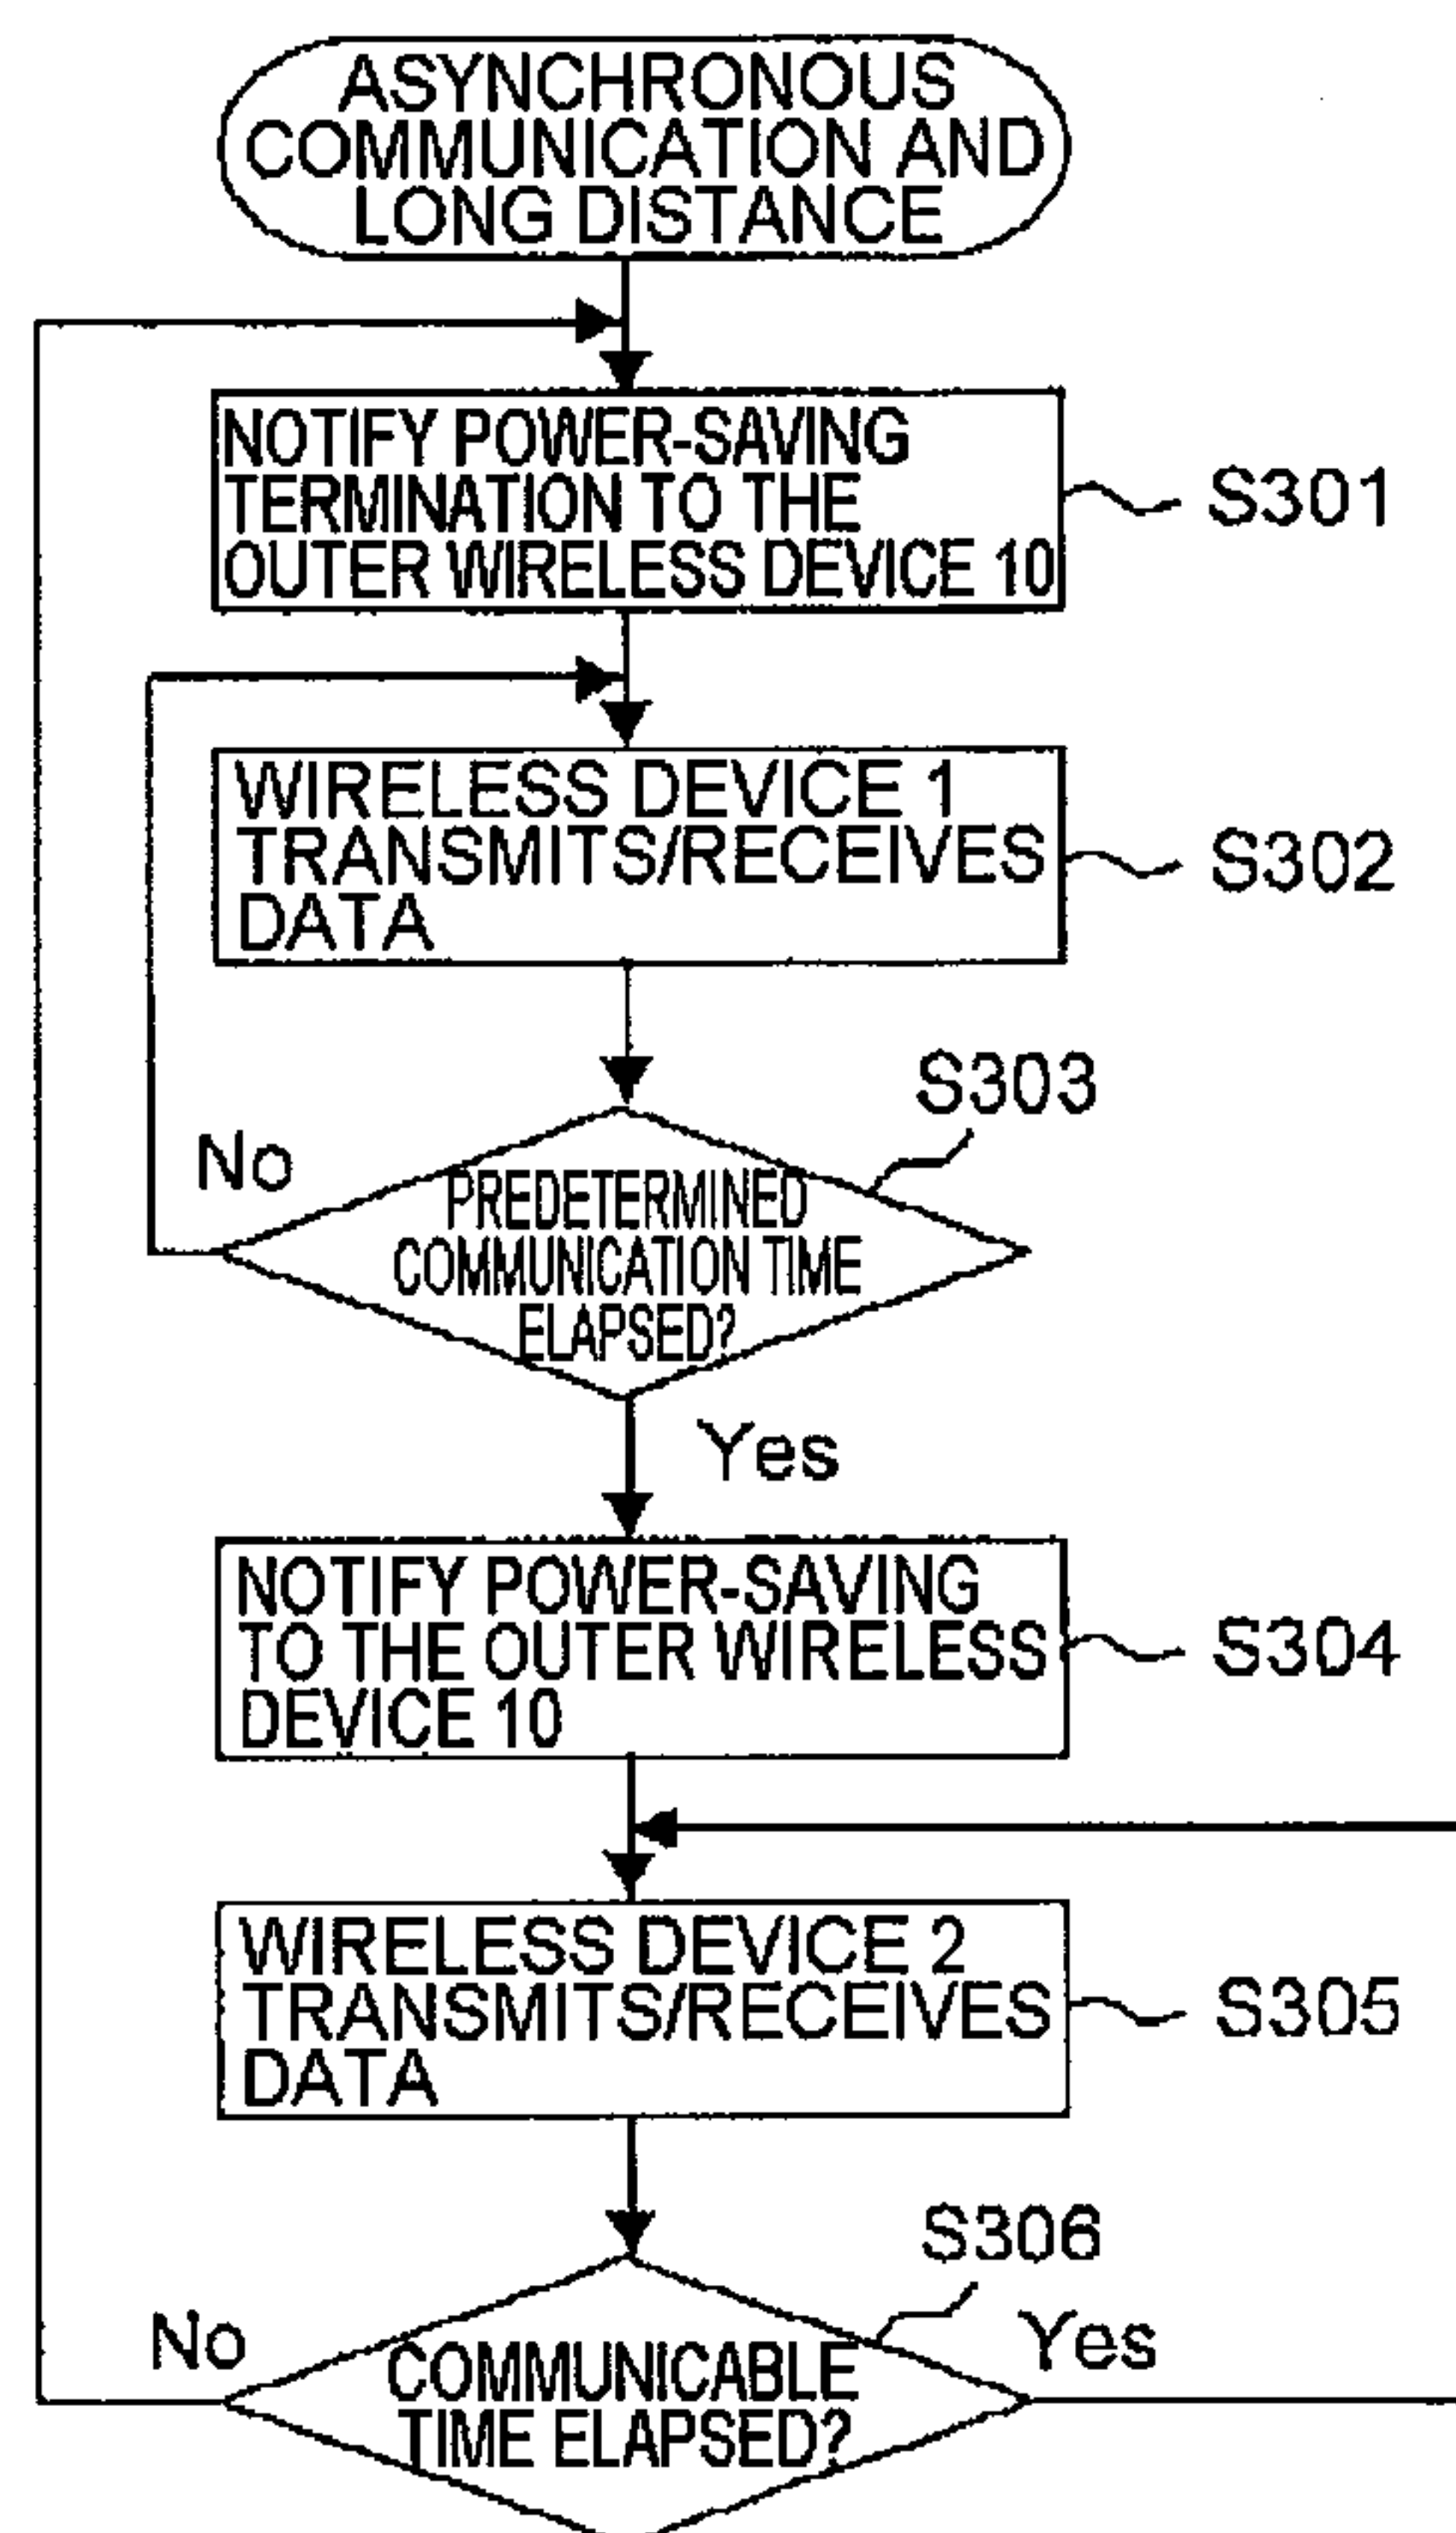 ASYNCHRONOUS
COMMUNICATION AND
LONG DISTANCE
NOTIFY POWER-SAVING
TERMINATION TO THE
OUTER WIRELESS DEVICE 10
S301
WIRELESS DEVICE 1
TRANSMITS/RECEIVES
DATA
S302
S303
No
PREDETERMINED
COMMUNICATION TIME
ELAPSED?
Yes
NOTIFY POWER-SAVING
TO THE OUTER WIRELESS
DEVICE 10
S304
WIRELESS DEVICE 2
TRANSMITS/RECEIVES
DATA
S305
S306
No
Yes
COMMUNICABLE
TIME ELAPSED?